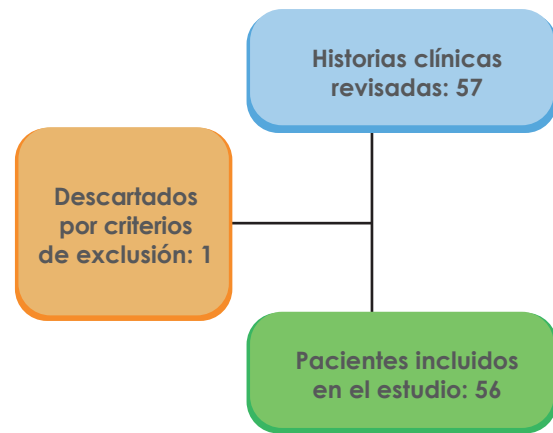 Historias clínicas
revisadas: 57
Descartados
por criterios
de exclusión: 1
Pacientes incluidos
en el estudio: 56